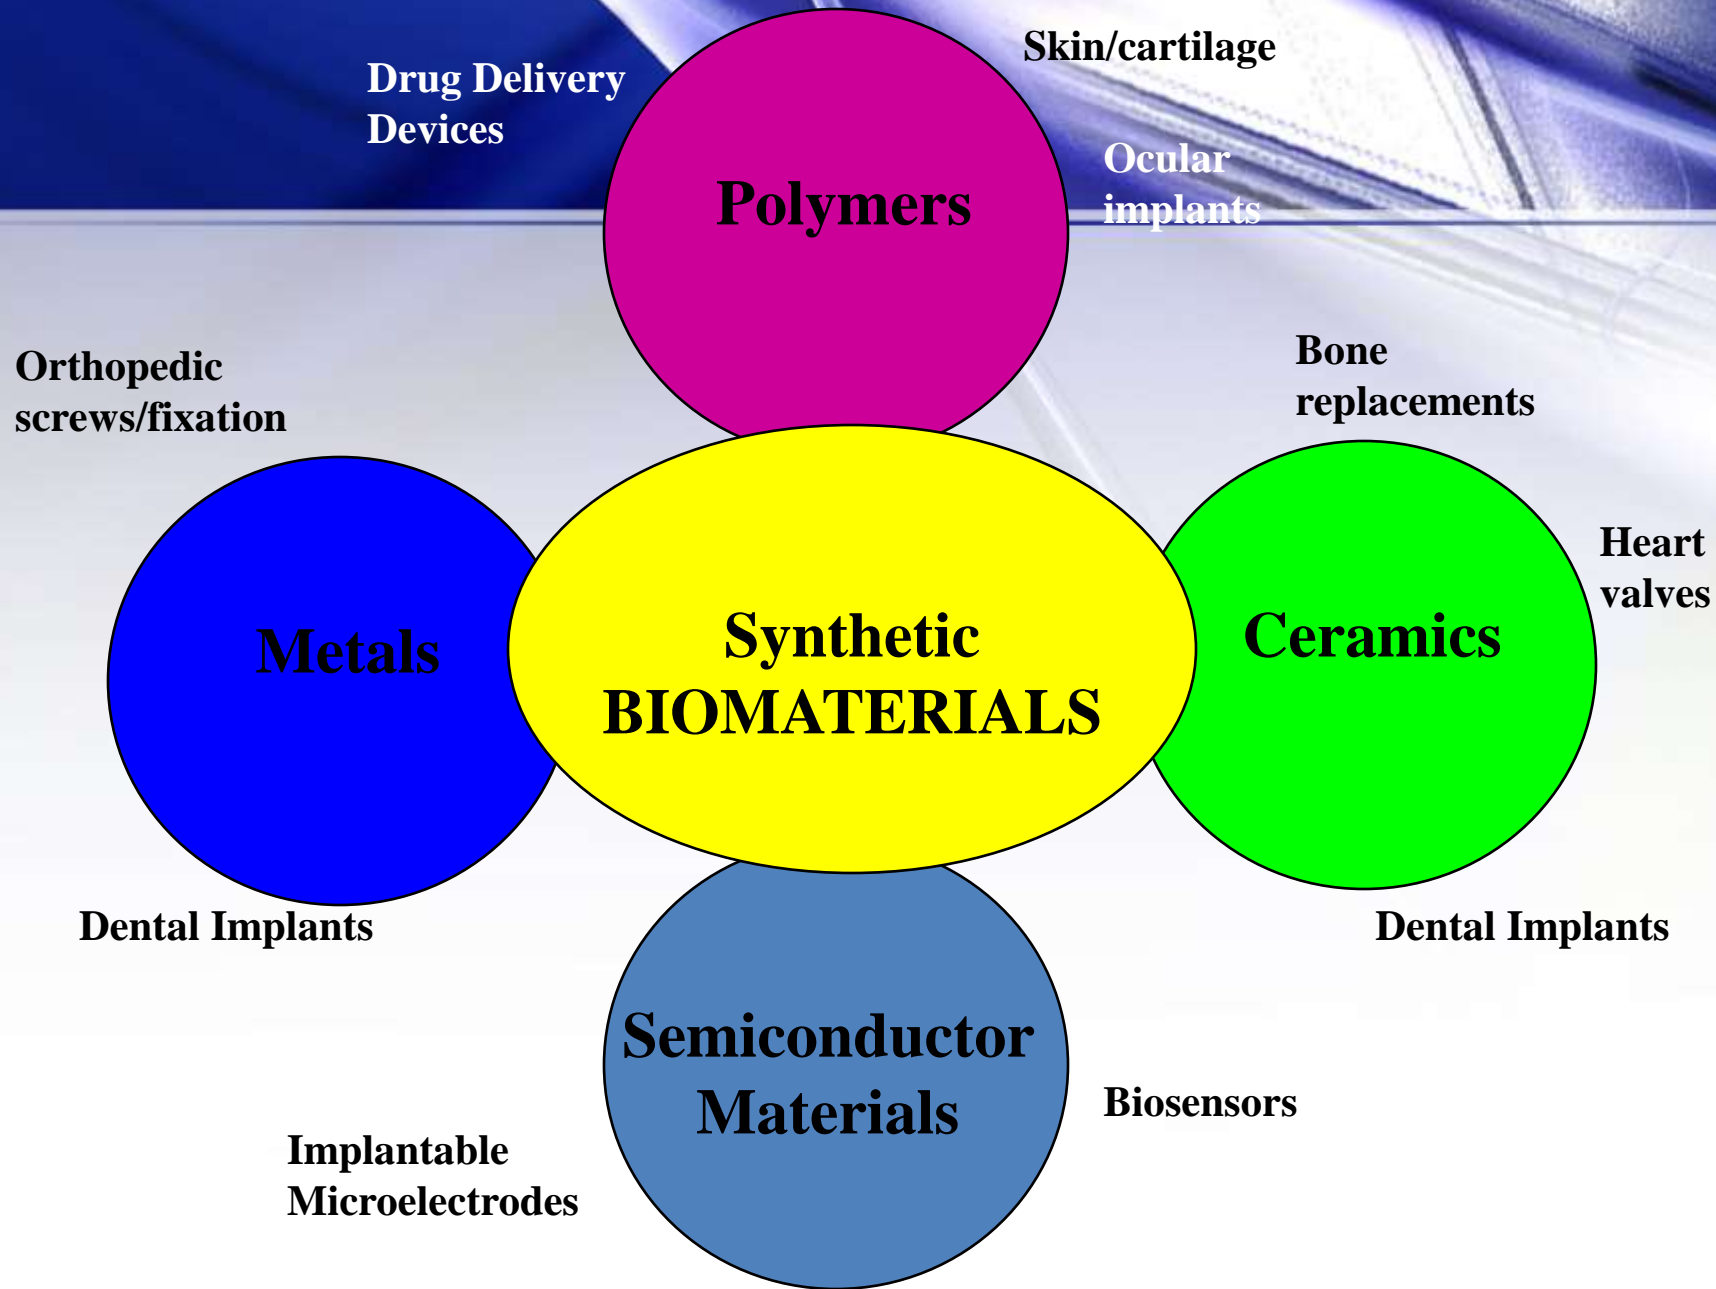 Skin/cartilage
Drug Delivery
Devices
Ocular
implants
Polymers
Bone
replacements
Orthopedic
screws/fixation
Heart
valves
Metals
Synthetic
BIOMATERIALS
Ceramics
Dental Implants
Dental Implants
Semiconductor
Materials
Biosensors
Implantable
Microelectrodes